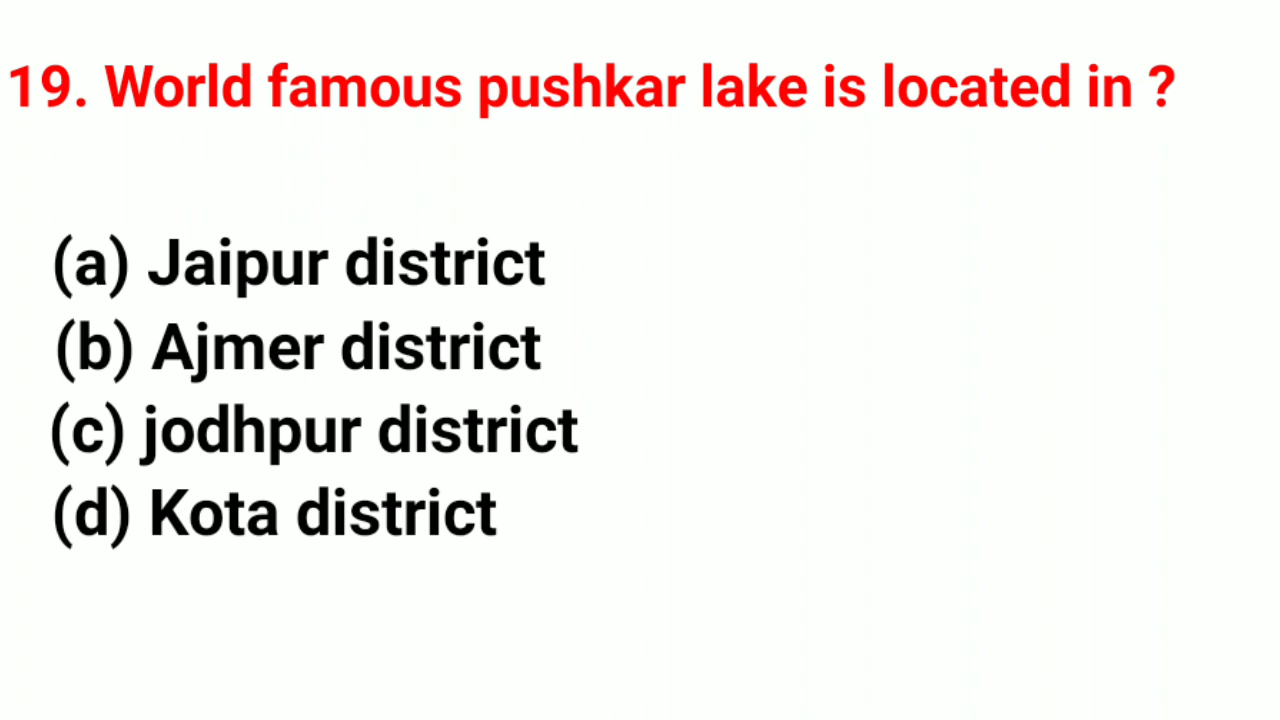 19. World famous pushkar lake is located in ?
(a) Jaipur district
(b) Ajmer district
(c) jodhpur district
(d) Kota district